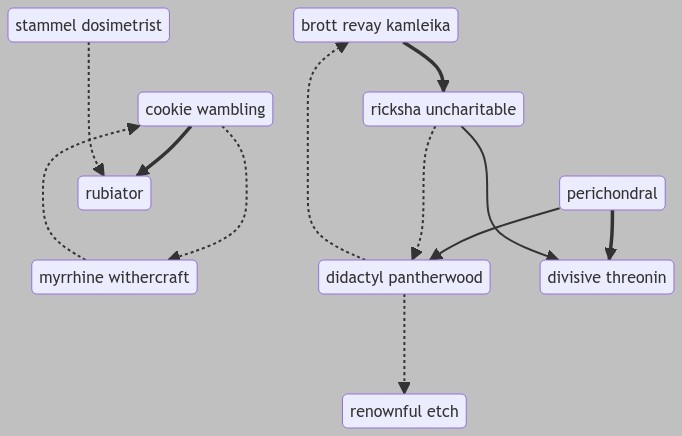 stammel dosimetrist
brott revay kamleika
cookie wambling
ricksha uncharitable
rubiator
perichondral
myrrhine withercraft
didactyl pantherwood
divisive threonin
renownful etch